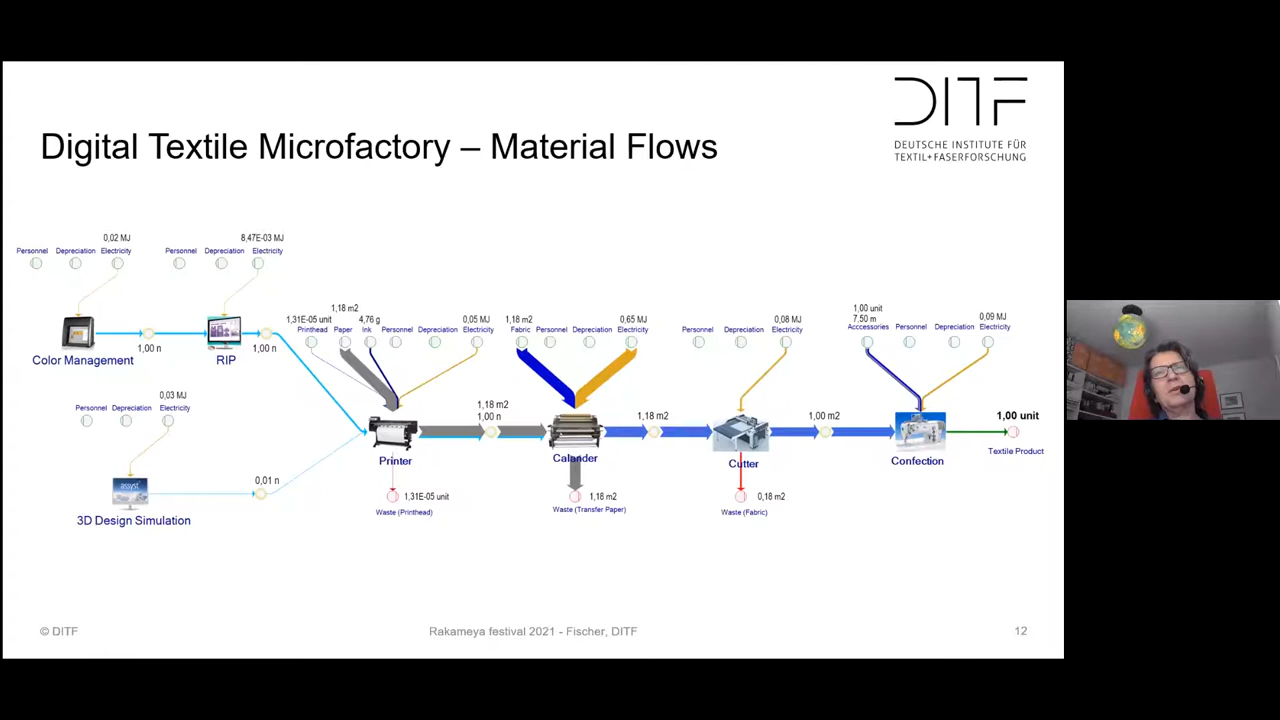 DITF
DEUTSCHE INSTITUTE FÜR
TEXTIL+FASERFORSCHUNG
Digital Textile Microfactory – Material Flows
0,02 MJ
Personnel Depreciation Electricity
8,47E-03 MJ
Personnel Depreciation Electricity
Color Management
1,00 n
RIP
1,00 n
0,03 MJ
Personnel Depreciation Electricity
assyst
3D Design Simulation
0,01 n
1,31E-05 unit 1,18 m2 4,76 g 0,05 MJ
Printhead Paper Ink Personnel Depreciation Electricity
Printer
1,31E-05 unit
Waste (Printhead)
1,18 m2
1,00 n
1,18 m2 0,65 MJ
Fabric Personnel Depreciation Electricity
Calander
1,18 m2
Waste (Transfer Paper)
1,18 m2
0,08 MJ
Personnel Depreciation Electricity
Cutter
0,18 m2
Waste (Fabric)
1,00 m2
1,00 unit
7,50 m 0,09 MJ
Acccessories Personnel Depreciation Electricity
Confection
1,00 unit
Textile Product
© DITF
Rakameya festival 2021 - Fischer, DITF
12